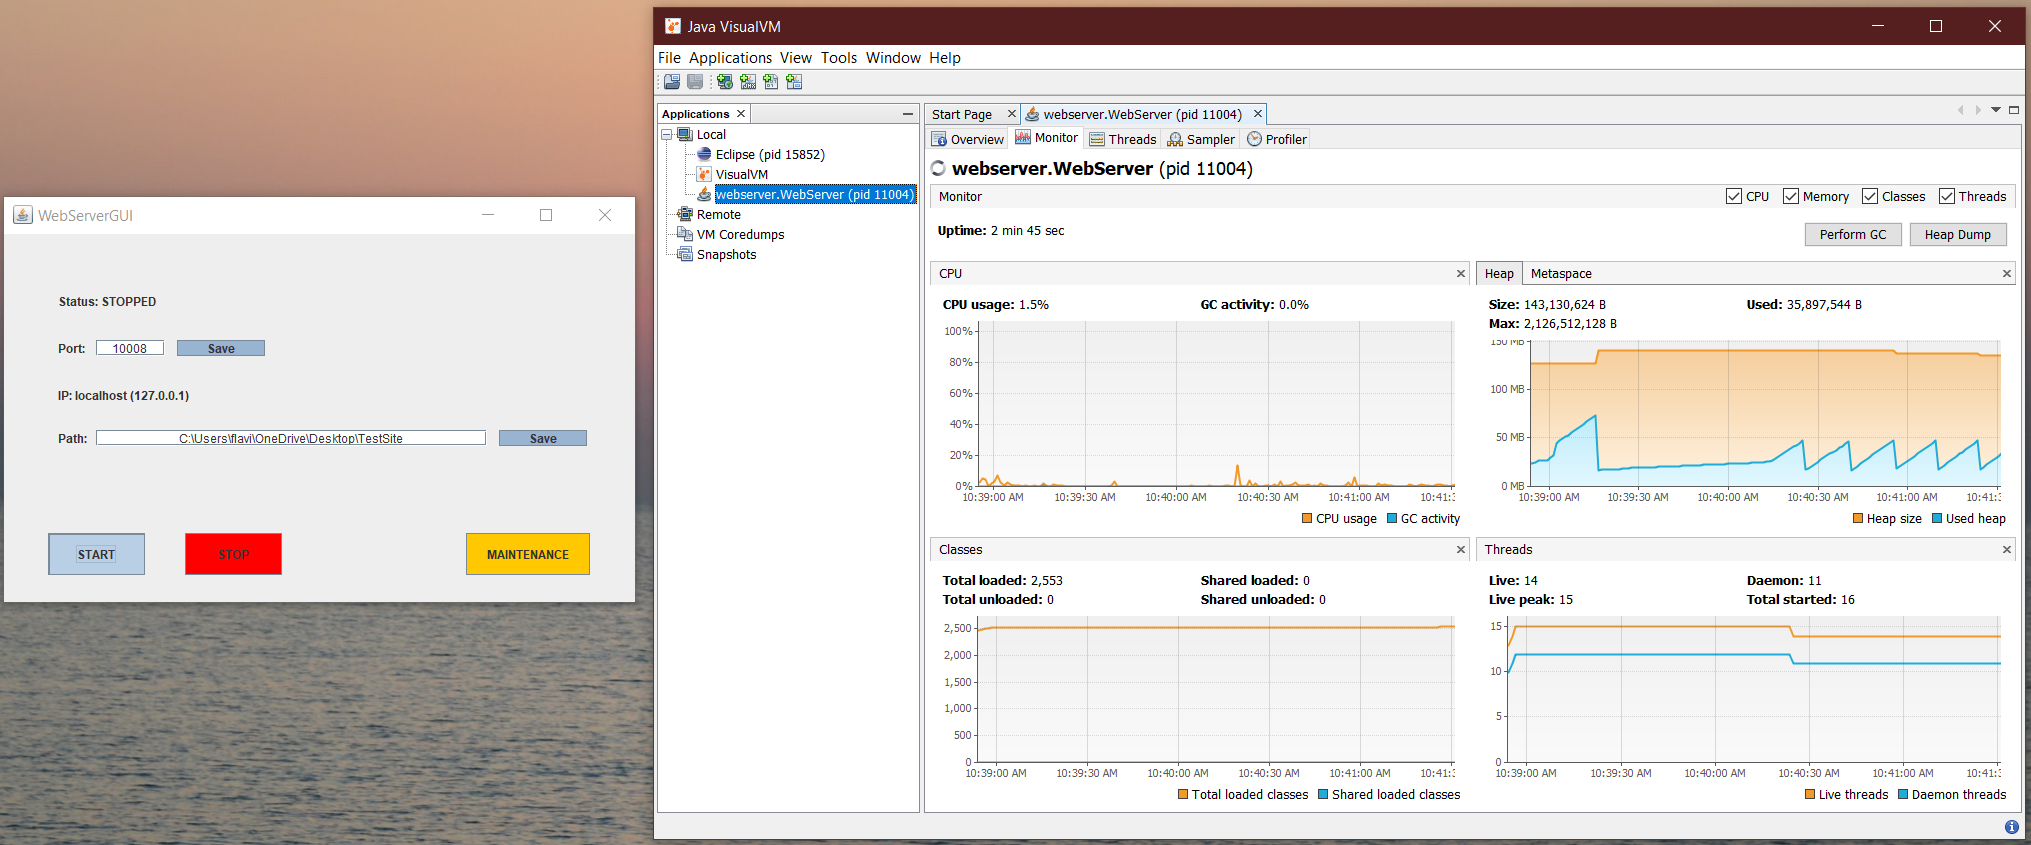 WebServerGUI
Status: STOPPED
Port: 10008 Save
IP: localhost (127.0.0.1)
Path: C:\Users\flavi\OneDrive\Desktop\TestSite Save
START STOP MAINTENANCE
Java VisualVM
File Applications View Tools Window Help
Applications
Local
Eclipse (pid 15852)
VisualVM
webserver.WebServer (pid 11004)
Remote
VM Coredumps
Snapshots
Start Page webserver.WebServer (pid 11004)
Overview Monitor Threads Sampler Profiler
webserver.WebServer (pid 11004)
Monitor CPU Memory Classes Threads
Uptime: 2 min 45 sec
Perform GC Heap Dump
CPU
CPU usage: 1.5% GC activity: 0.0%
100%
80%
60%
40%
20%
0%
10:39:00 AM 10:39:30 AM 10:40:00 AM 10:40:30 AM 10:41:00 AM 10:41:3
CPU usage GC activity
Heap Metaspace
Size: 143,130,624 B Used: 35,897,544 B
Max: 2,126,512,128 B
150 MB
100 MB
50 MB
0 MB
10:39:00 AM 10:39:30 AM 10:40:00 AM 10:40:30 AM 10:41:00 AM 10:41:3
Heap size Used heap
Classes
Total loaded: 2,553 Shared loaded: 0
Total unloaded: 0 Shared unloaded: 0
2,500
2,000
1,500
1,000
500
0
10:39:00 AM 10:39:30 AM 10:40:00 AM 10:40:30 AM 10:41:00 AM 10:41:3
Total loaded classes Shared loaded classes
Threads
Live: 14 Daemon: 11
Live peak: 15 Total started: 16
15
10
5
0
10:39:00 AM 10:39:30 AM 10:40:00 AM 10:40:30 AM 10:41:00 AM 10:41:3
Live threads Daemon threads